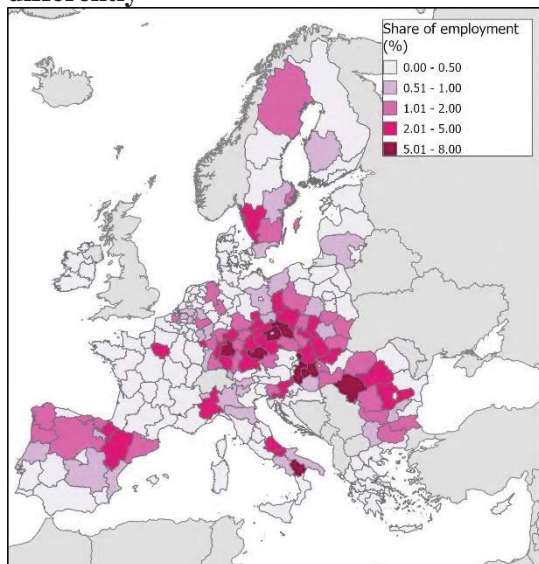 differently
Share of employment
(%)
0.00 - 0.50
0.51 - 1.00
1.01 - 2.00
2.01 - 5.00
5.01 - 8.00